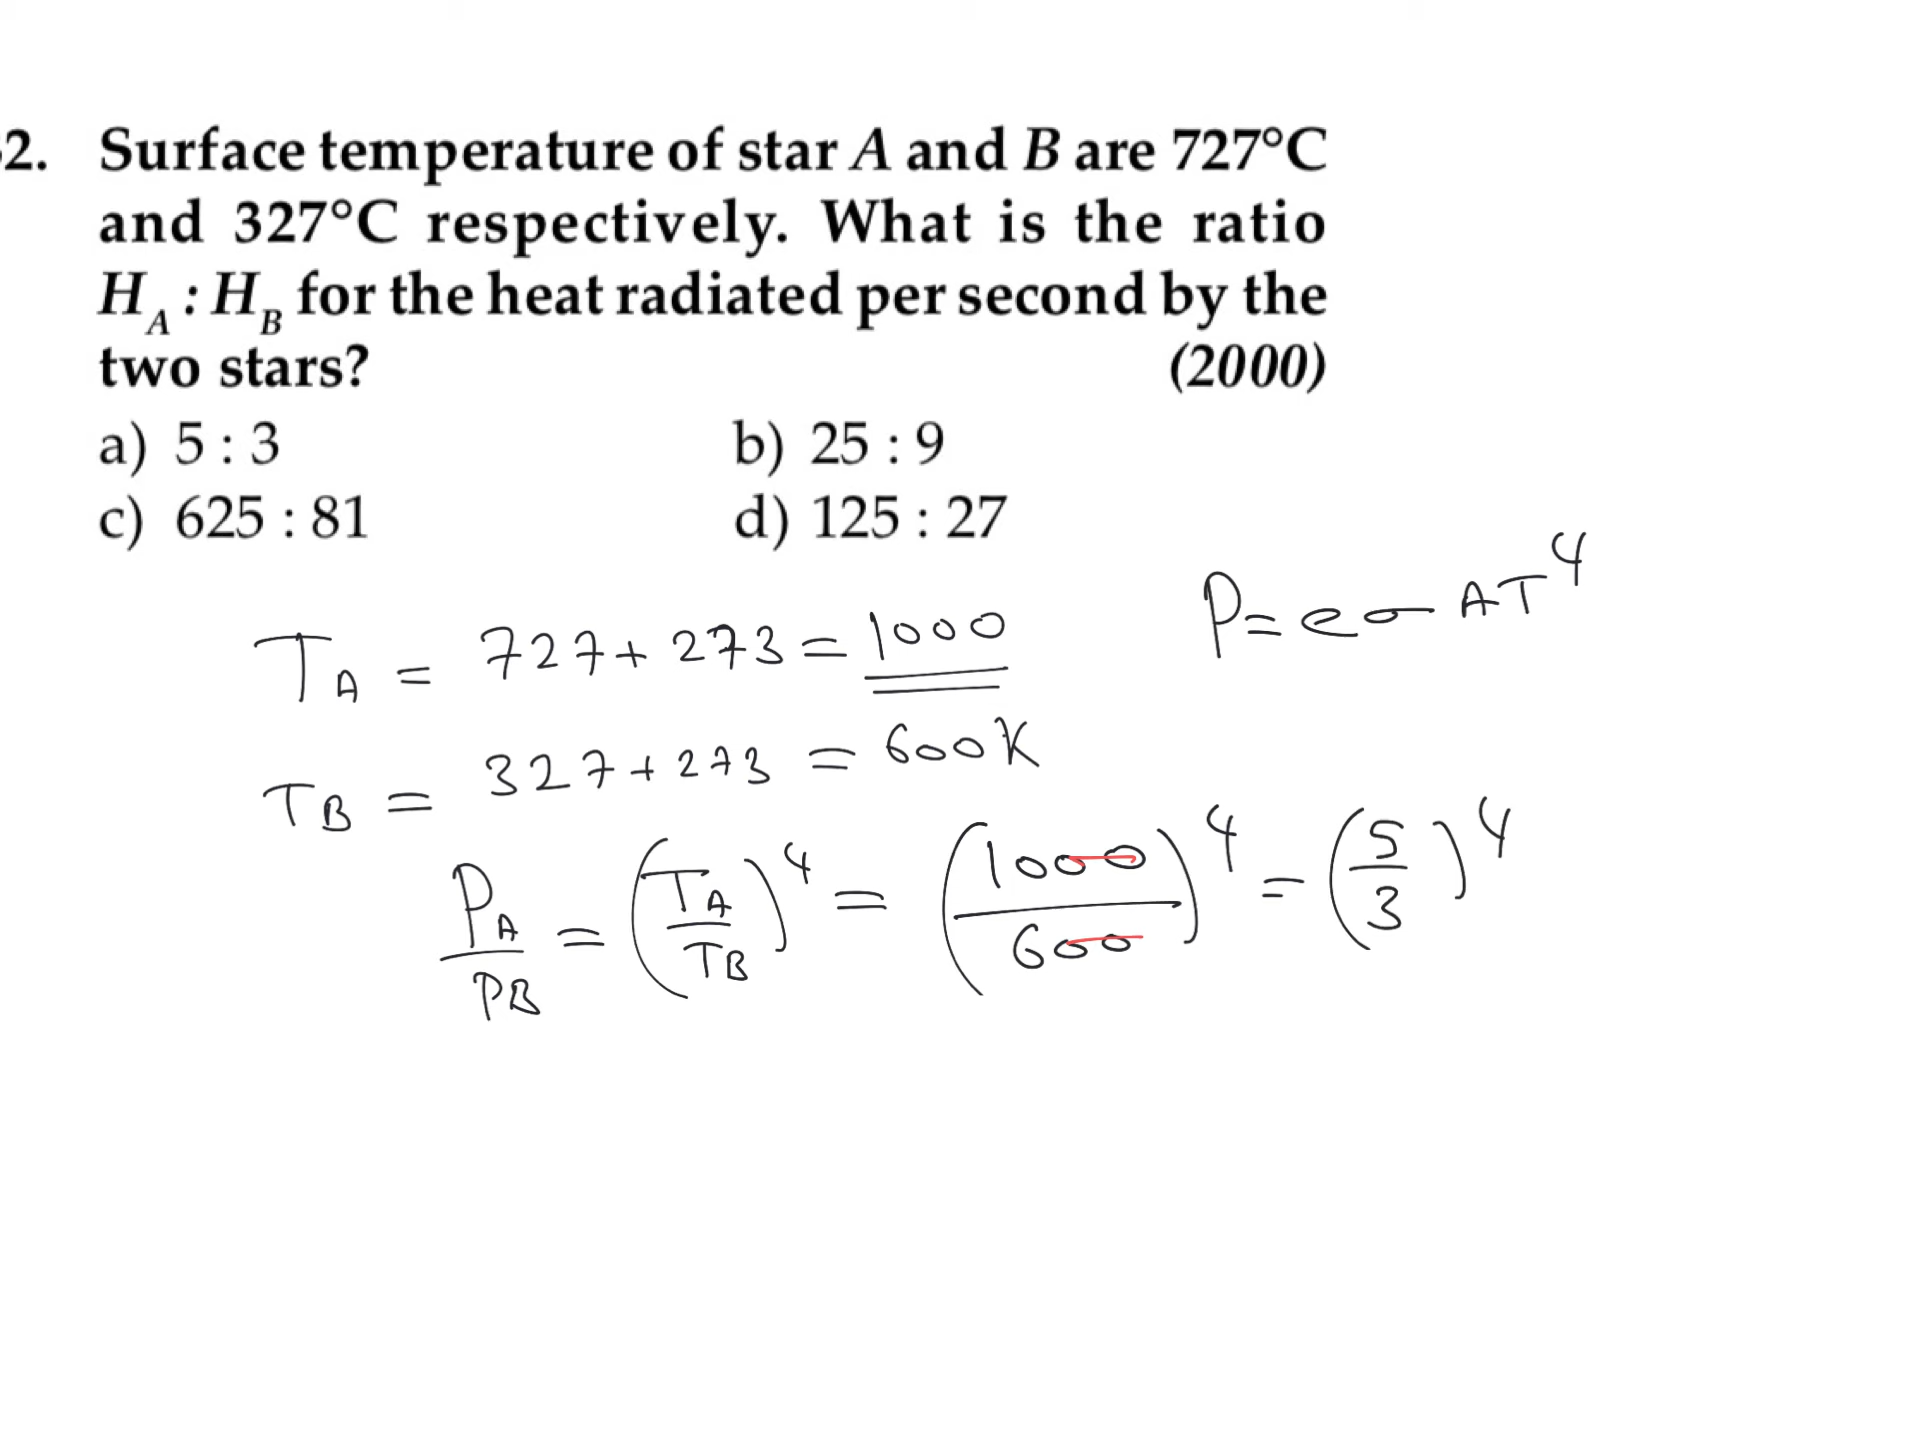 2. Surface temperature of star A and B are 727°C
and 327°C respectively. What is the ratio
H_A : H_B for the heat radiated per second by the
two stars? (2000)
a) 5 : 3 b) 25 : 9
c) 625 : 81 d) 125 : 27
P = eσAT⁴
T_A = 727 + 273 = 1000
T_B = 327 + 273 = 600K
P_A/P_B = (T_A/T_B)⁴ = (1000/600)⁴ = (5/3)⁴